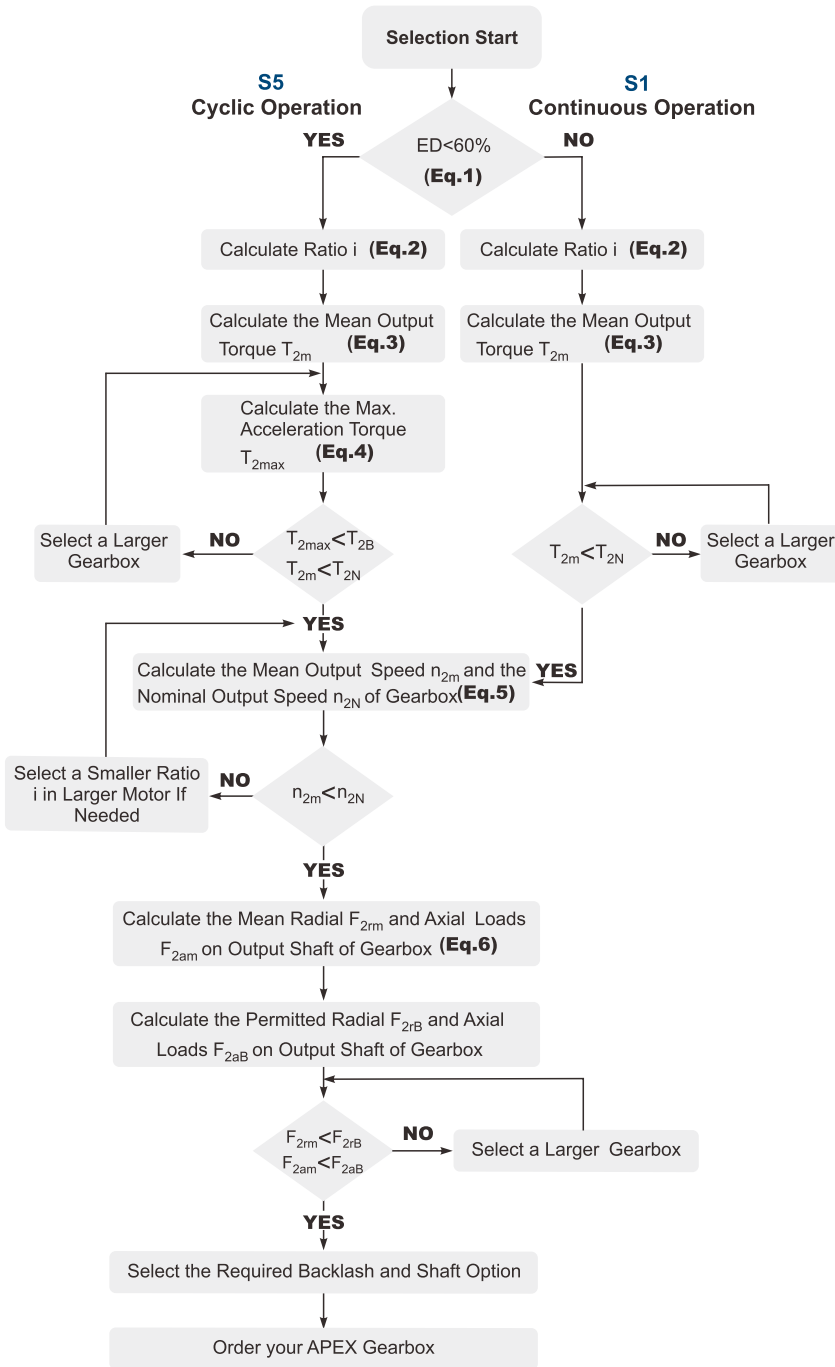 Selection Start
S5
Cyclic Operation
S1
Continuous Operation
YES
ED<60%
(Eq.1)
NO
Calculate Ratio i (Eq.2)
Calculate Ratio i (Eq.2)
Calculate the Mean Output
Torque T2m (Eq.3)
Calculate the Mean Output
Torque T2m (Eq.3)
Calculate the Max.
Acceleration Torque
T2max (Eq.4)
Select a Larger
Gearbox
NO
T2max<T2B
T2m<T2N
T2m<T2N
NO
Select a Larger
Gearbox
YES
Calculate the Mean Output Speed n2m and the
Nominal Output Speed n2N of Gearbox(Eq.5)
YES
Select a Smaller Ratio
i in Larger Motor If
Needed
NO
n2m<n2N
YES
Calculate the Mean Radial F2rm and Axial Loads
F2am on Output Shaft of Gearbox (Eq.6)
Calculate the Permitted Radial F2rB and Axial
Loads F2aB on Output Shaft of Gearbox
F2rm<F2rB
F2am<F2aB
NO
Select a Larger Gearbox
YES
Select the Required Backlash and Shaft Option
Order your APEX Gearbox